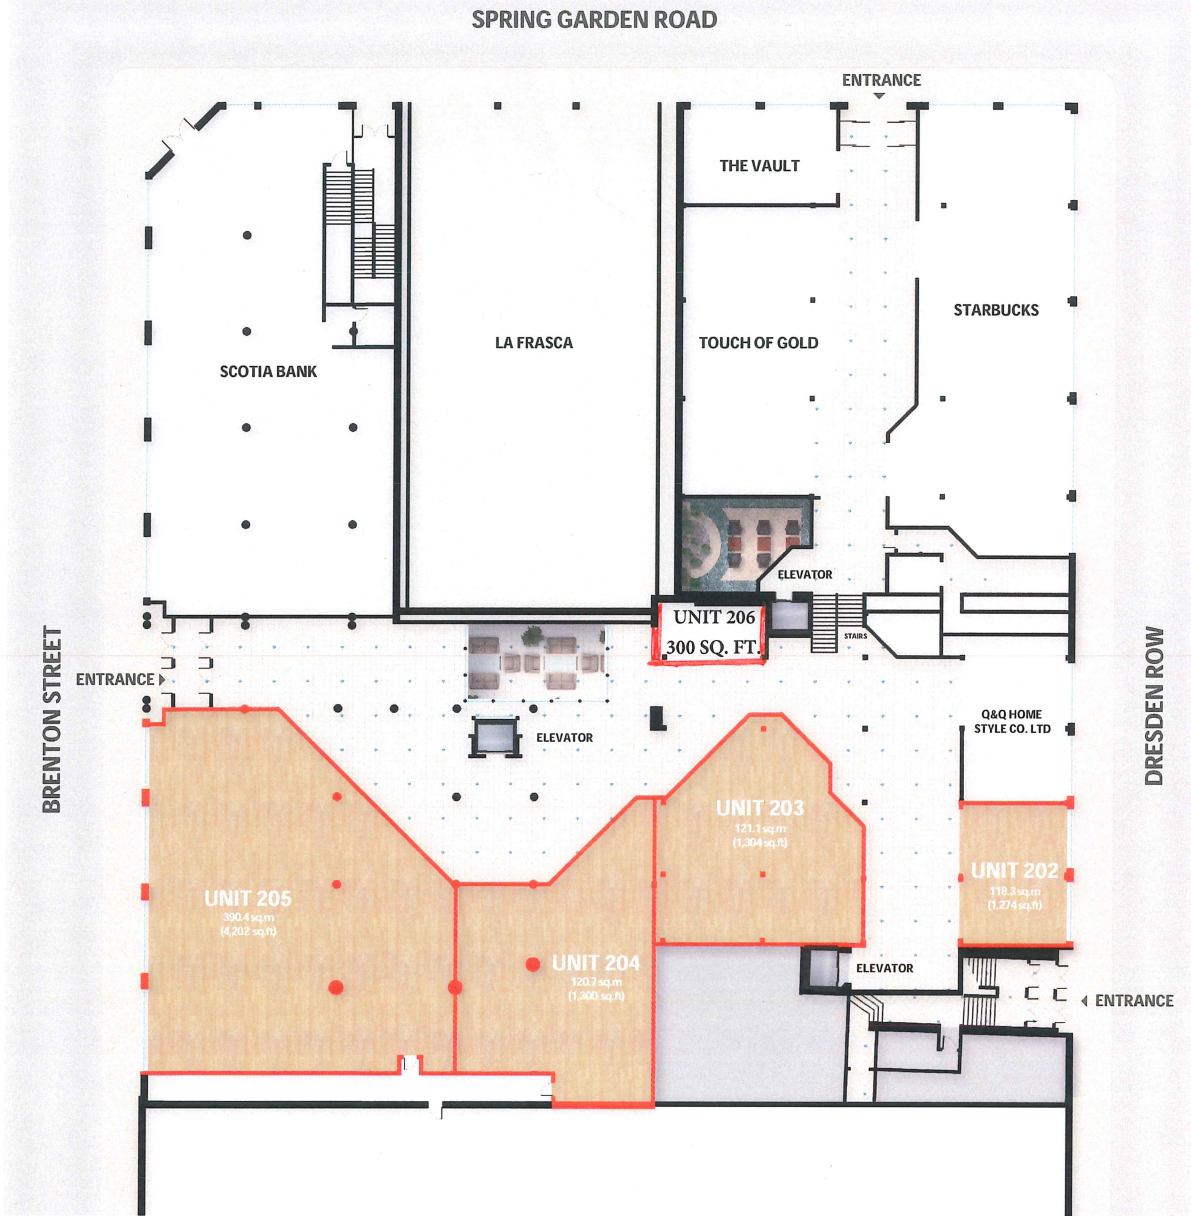 SPRING GARDEN ROAD
ENTRANCE
THE VAULT
STARBUCKS
LA FRASCA
TOUCH OF GOLD
SCOTIA BANK
ELEVATOR
UNIT 206
300 SQ. FT.
STAIRS
BRENTON STREET
DRESDEN ROW
ENTRANCE
Q&Q HOME
STYLE CO. LTD
ELEVATOR
UNIT 203
121.1 sq.m
(1,304 sq.ft)
UNIT 202
118.3 sq.m
(1,274 sq.ft)
UNIT 205
390.4 sq.m
(4,202 sq.ft)
UNIT 204
120.7 sq.m
(1,300 sq.ft)
ELEVATOR
ENTRANCE